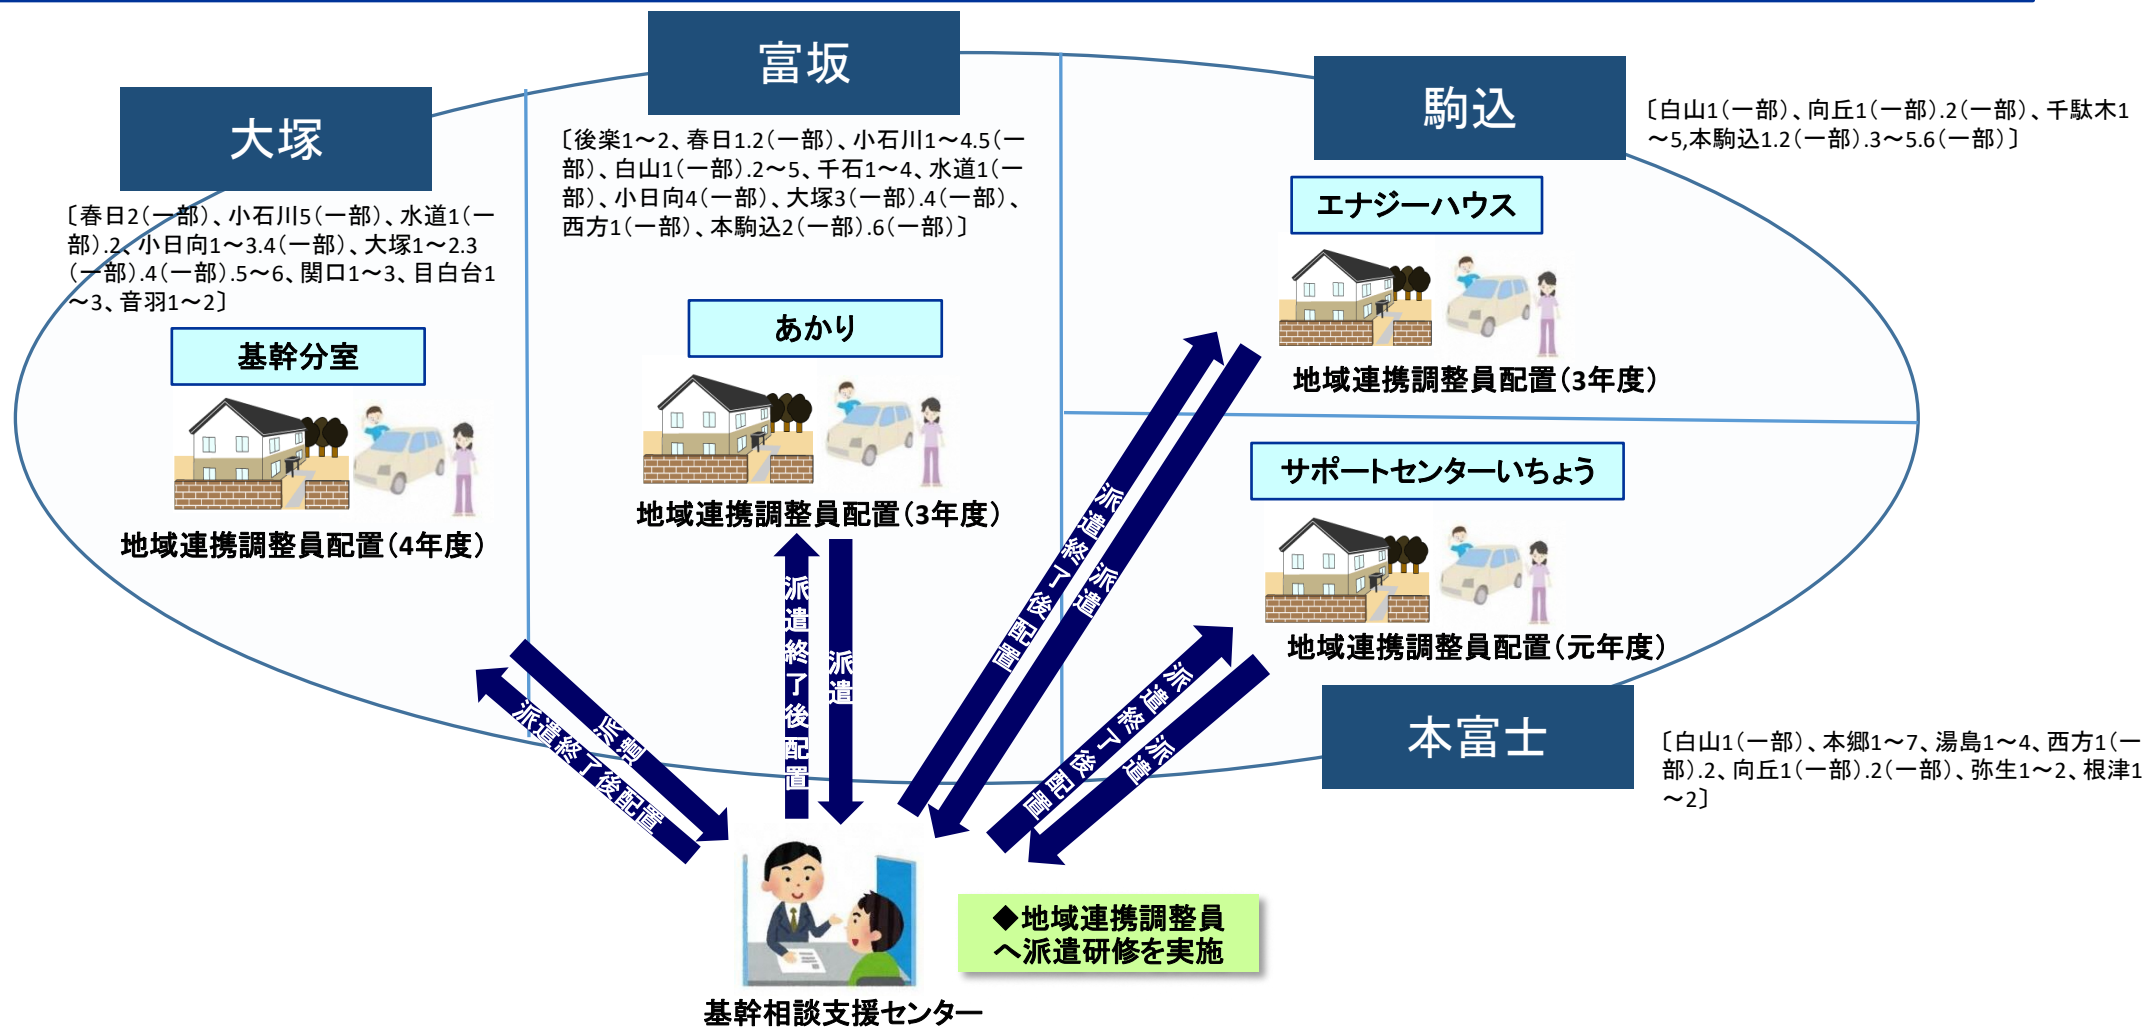 富坂
大塚
駒込
〔白山1(一部)、向丘1(一部).2(一部)、千駄木1
～5,本駒込1.2(一部).3～5.6(一部)〕
〔後楽1～2、春日1.2(一部)、小石川1～4.5(一
部)、白山1(一部).2～5、千石1～4、水道1(一
部)、小日向4(一部)、大塚3(一部).4(一部)、
西方1(一部)、本駒込2(一部).6(一部)〕
〔春日2(一部)、小石川5(一部)、水道1(一
部).2、小日向1～3.4(一部)、大塚1～2.3
(一部).4(一部).5～6、関口1～3、目白台1
～3、音羽1～2〕
エナジーハウス
あかり
基幹分室
地域連携調整員配置(3年度)
サポートセンターいちょう
地域連携調整員配置(3年度)
地域連携調整員配置(4年度)
地域連携調整員配置(元年度)
派遣終了後配置
派遣
派遣終了後配置
派遣
派遣終了後配置
派遣
派遣終了後配置
派遣
本富士
〔白山1(一部)、本郷1～7、湯島1～4、西方1(一
部).2、向丘1(一部).2(一部)、弥生1～2、根津1
～2〕
◆地域連携調整員
へ派遣研修を実施
基幹相談支援センター